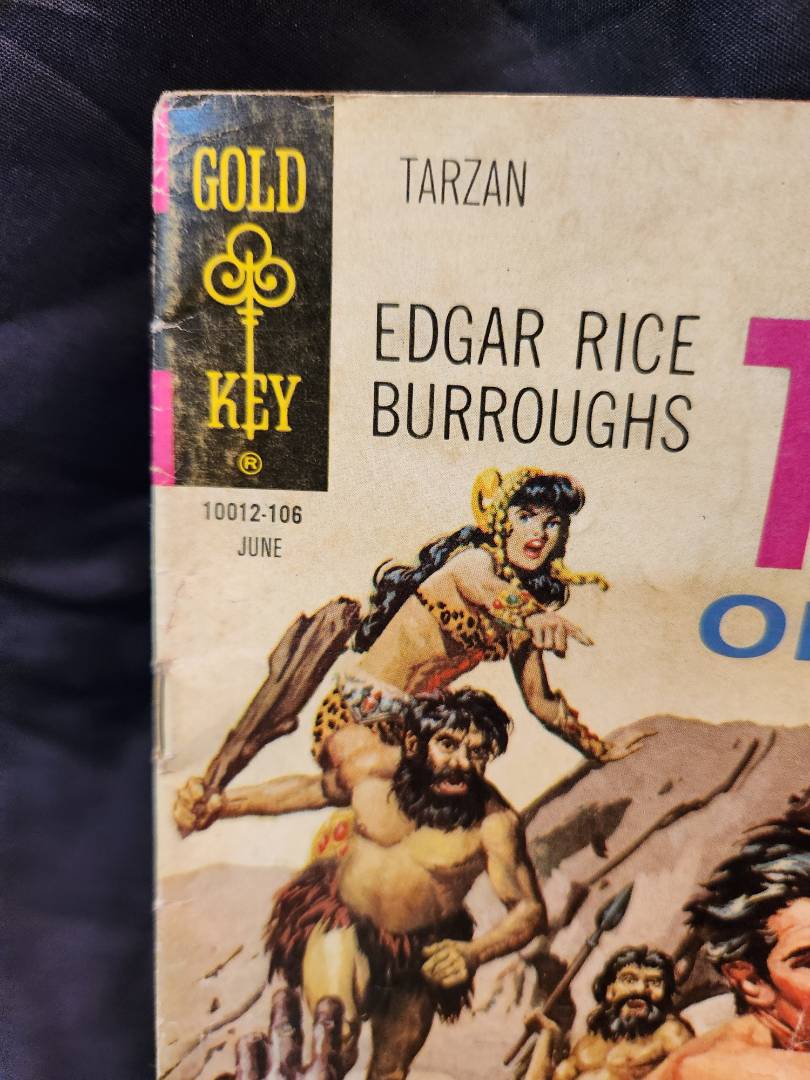 GOLD
KEY
®
TARZAN
EDGAR RICE
BURROUGHS
10012-106
JUNE
T
O